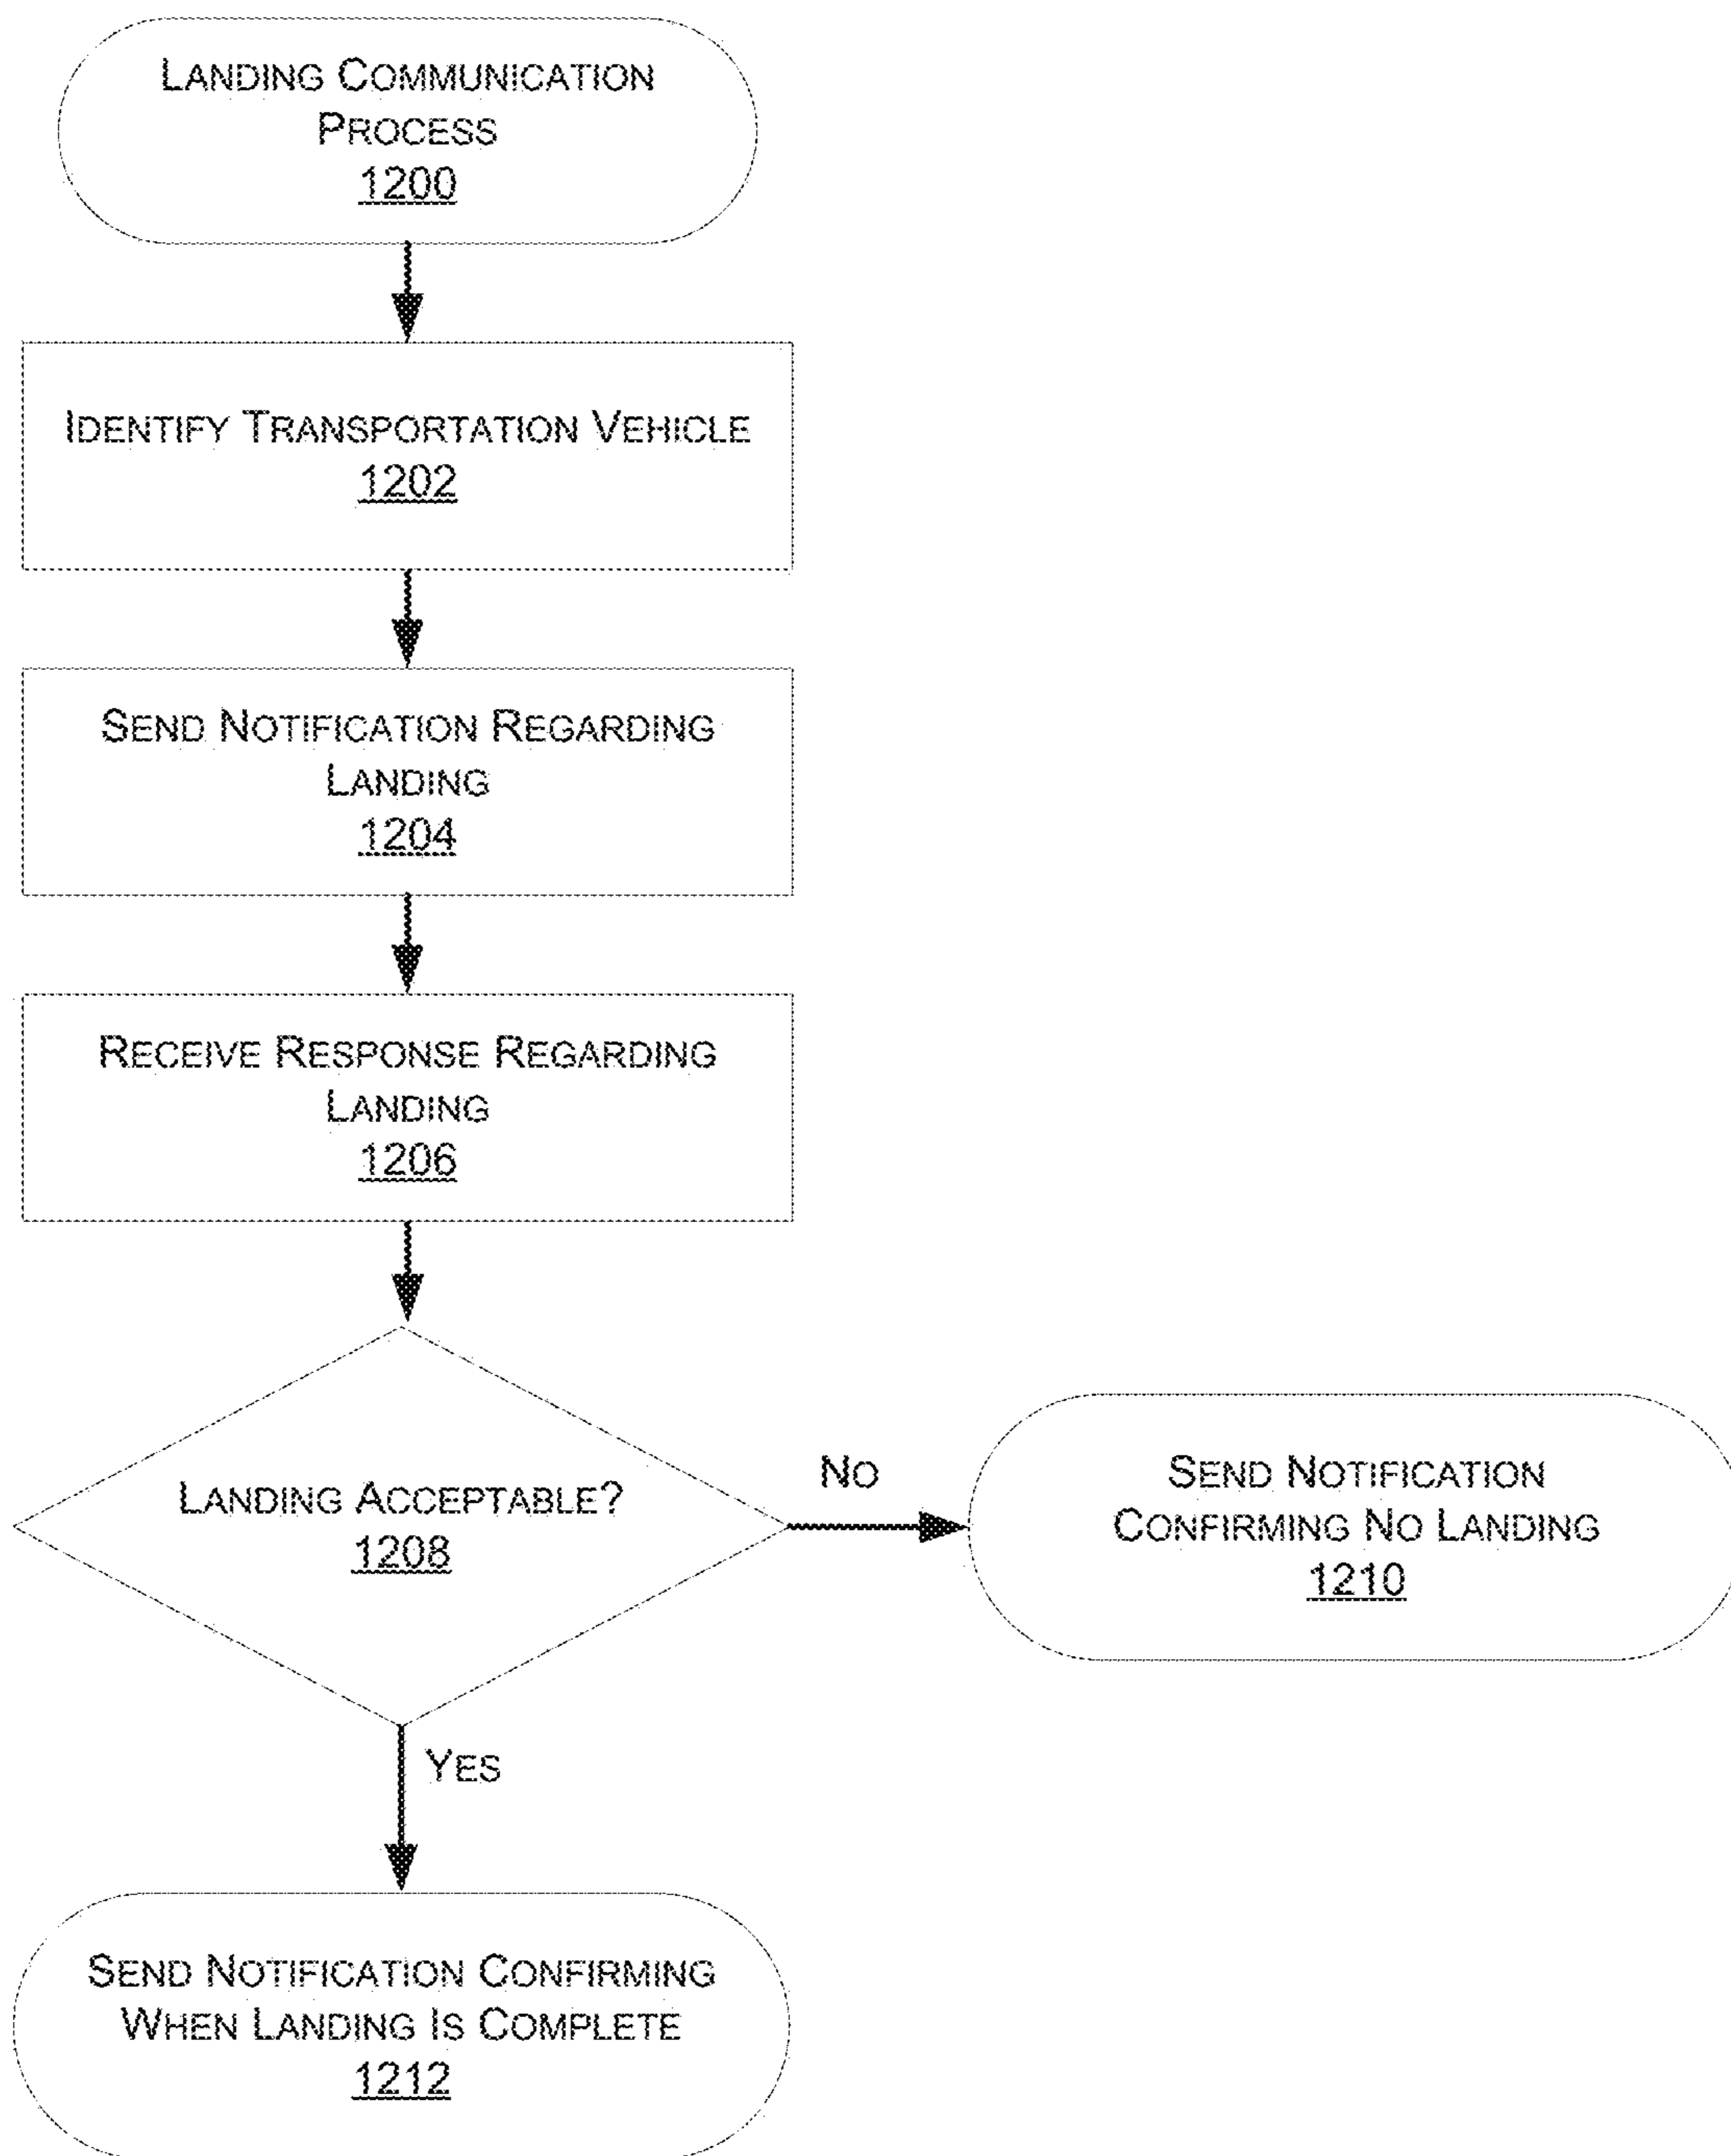 LANDING COMMUNICATION
PROCESS
1200
IDENTIFY TRANSPORTATION VEHICLE
1202
SEND NOTIFICATION REGARDING
LANDING
1204
RECEIVE RESPONSE REGARDING
LANDING
1206
LANDING ACCEPTABLE?
1208
NO
SEND NOTIFICATION
CONFIRMING NO LANDING
1210
YES
SEND NOTIFICATION CONFIRMING
WHEN LANDING IS COMPLETE
1212